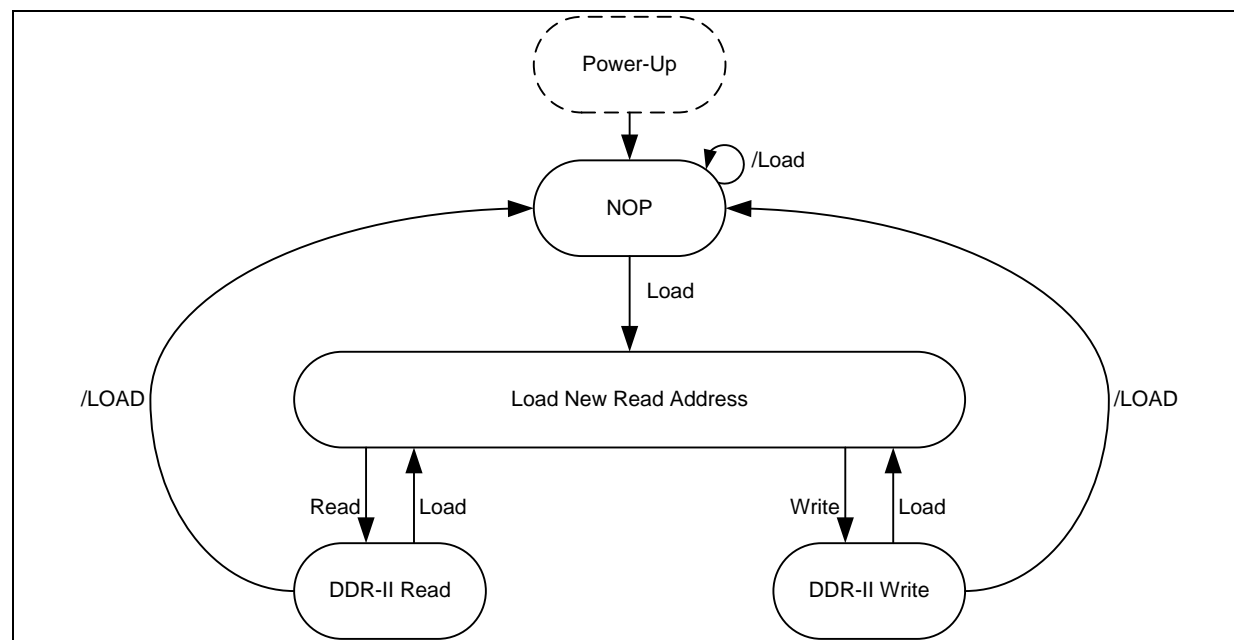 Power-Up
/Load
NOP
Load
/LOAD
Load New Read Address
/LOAD
Read
Load
Write
Load
DDR-II Read
DDR-II Write